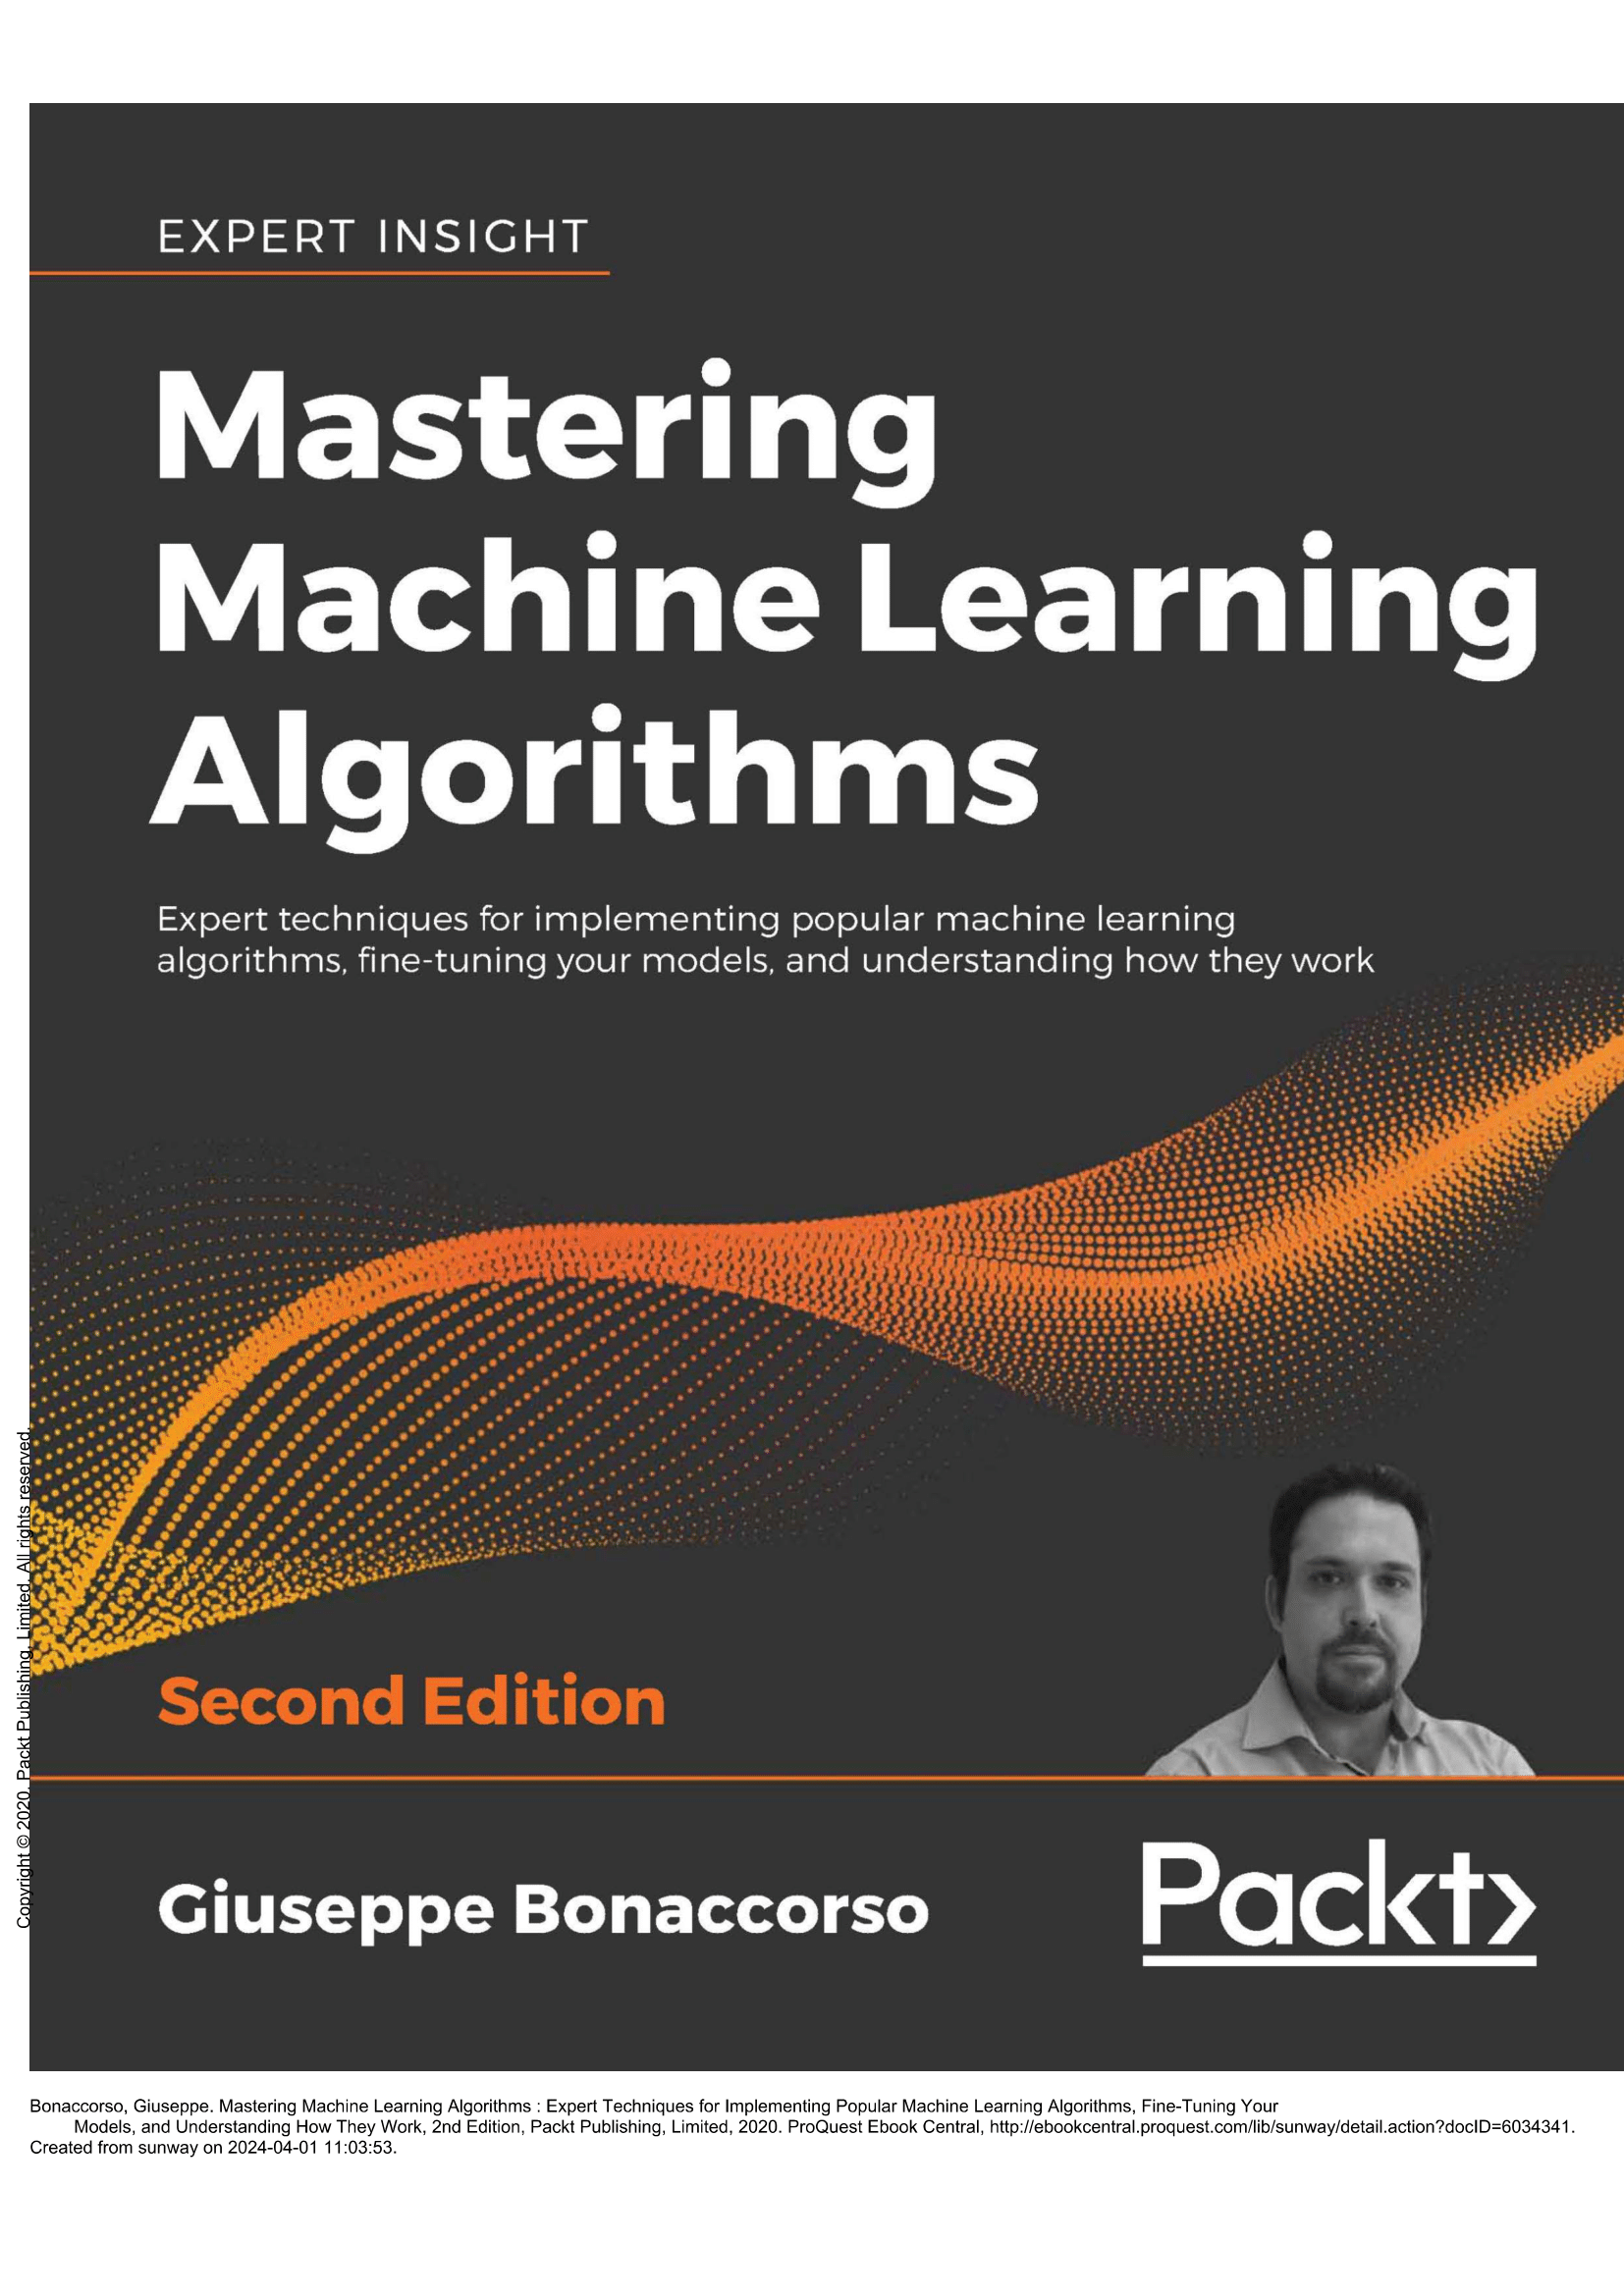 EXPERT INSIGHT
Mastering
Machine Learning
Algorithms
Expert techniques for implementing popular machine learning
algorithms, fine-tuning your models, and understanding how they work
Second Edition
Giuseppe Bonaccorso
Packt>
Copyright © 2020. Packt Publishing, Limited. All rights reserved.
Bonaccorso, Giuseppe. Mastering Machine Learning Algorithms : Expert Techniques for Implementing Popular Machine Learning Algorithms, Fine-Tuning Your
Models, and Understanding How They Work, 2nd Edition, Packt Publishing, Limited, 2020. ProQuest Ebook Central, http://ebookcentral.proquest.com/lib/sunway/detail.action?docID=6034341.
Created from sunway on 2024-04-01 11:03:53.